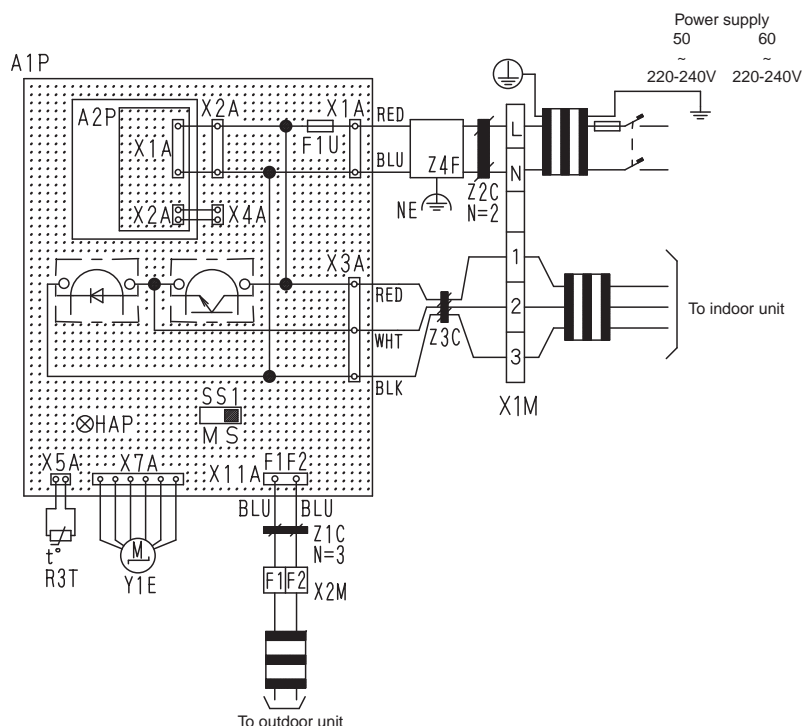 Power supply
50 60
~ ~
220-240V 220-240V
A1P
A2P
X2A
X1A
RED
X1A
F1U
BLU
Z4F
Z2C
N=2
L
N
X2A
X4A
NE
X3A
RED
WHT
BLK
Z3C
1
2
3
X1M
To indoor unit
SS1
M S
HAP
X5A
X7A
X11A
F1F2
BLU BLU
t°
R3T
M
Y1E
Z1C
N=3
F1 F2
X2M
To outdoor unit